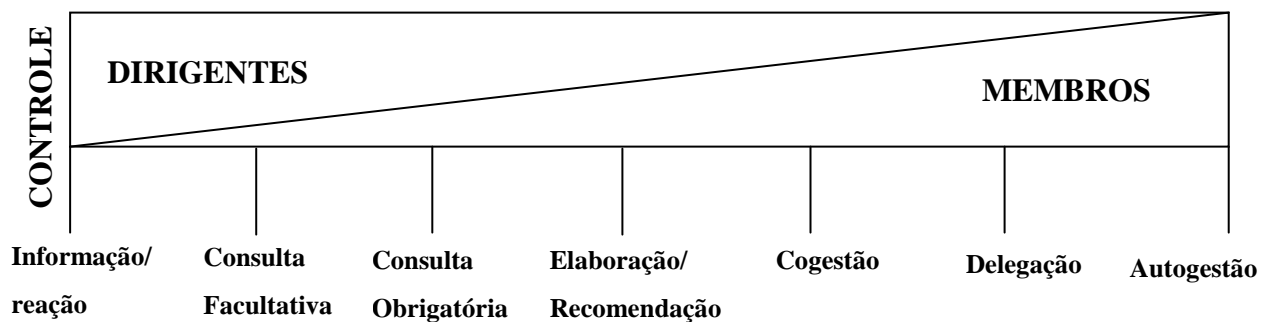 CONTROLE
DIRIGENTES
MEMBROS
Informação/
reação
Consulta
Facultativa
Consulta
Obrigatória
Elaboração/
Recomendação
Cogestão
Delegação
Autogestão